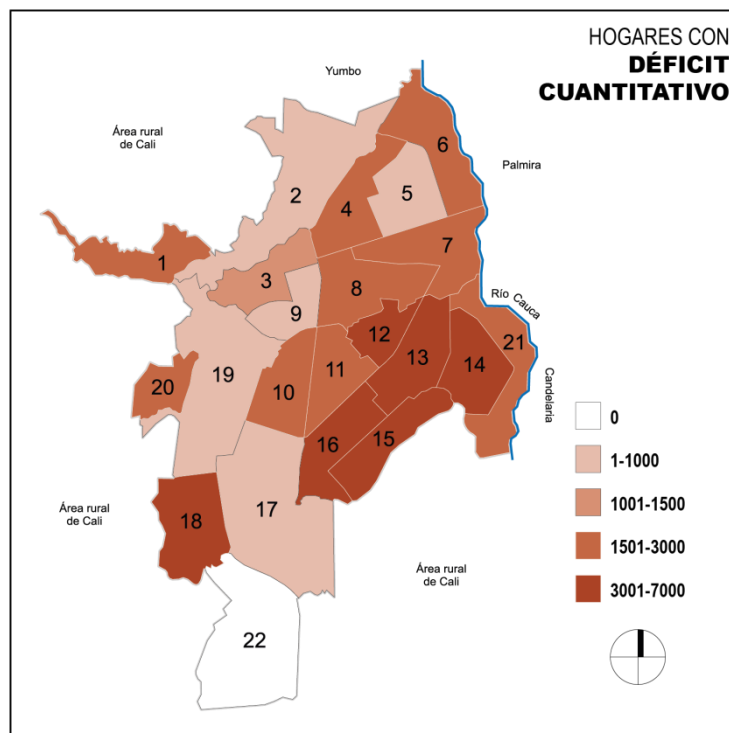 HOGARES CON
DÉFICIT
CUANTITATIVO
Yumbo
Área rural
de Cali
6
Palmira
5
2
4
7
1
3
8
Río Cauca
9
12
21
13
14
19
11
20
10
Candelaria
16
15
0
1-1000
17
1001-1500
18
Área rural
de Cali
1501-3000
Área rural
de Cali
3001-7000
22